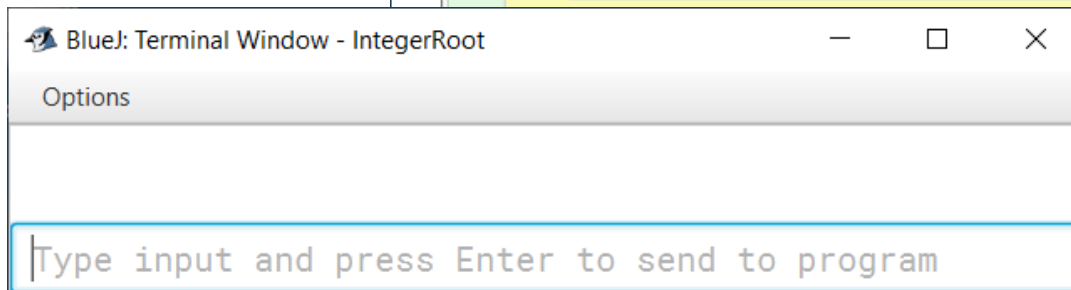 BlueJ: Terminal Window - IntegerRoot
Options
Type input and press Enter to send to program